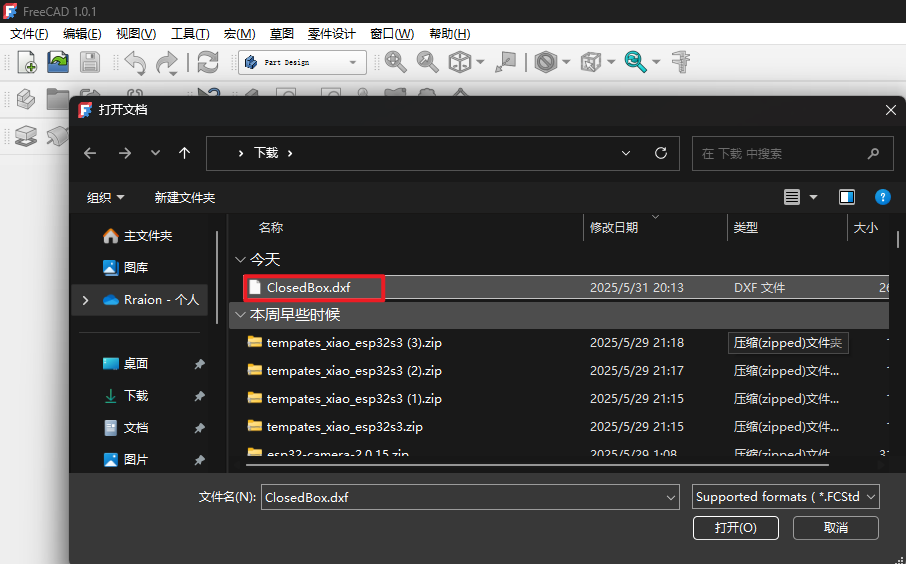 FreeCAD 1.0.1
文件(F) 编辑(E) 视图(V) 工具(T) 宏(M) 草图 零件设计 窗口(W) 帮助(H)
Part Design
打开文档
下载
在 下载 中搜索
组织 新建文件夹
名称 修改日期 类型 大小
主文件夹
图库
Rraion - 个人
桌面
下载
文档
图片
今天
ClosedBox.dxf 2025/5/31 20:13 DXF 文件
本周早些时候
tempates_xiao_esp32s3 (3).zip 2025/5/29 21:18 压缩(zipped)文件夹
tempates_xiao_esp32s3 (2).zip 2025/5/29 21:17 压缩(zipped)文件...
tempates_xiao_esp32s3 (1).zip 2025/5/29 21:15 压缩(zipped)文件...
tempates_xiao_esp32s3.zip 2025/5/29 21:15 压缩(zipped)文件...
esp32-camera-2.0.15.zip 2025/5/29 1:08 压缩(zipped)文件...
文件名(N): ClosedBox.dxf Supported formats ( *.FCStd
打开(O) 取消